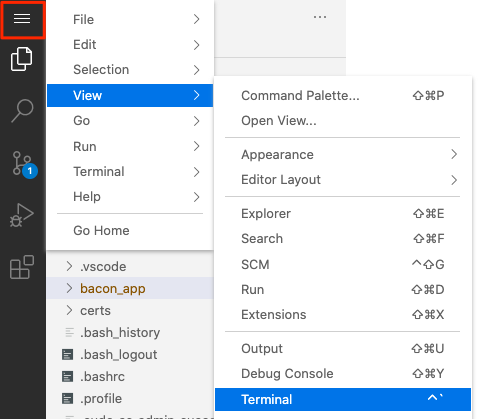 File
Edit
Selection
View
Go
Run
Terminal
Help
Go Home
Command Palette... ⇧⌘P
Open View...
Appearance
Editor Layout
Explorer ⇧⌘E
Search ⇧⌘F
SCM ⌃⇧G
Run ⇧⌘D
Extensions ⇧⌘X
Output ⇧⌘U
Debug Console ⇧⌘Y
Terminal ⌃`
1
.vscode
bacon_app
certs
.bash_history
.bash_logout
.bashrc
.profile